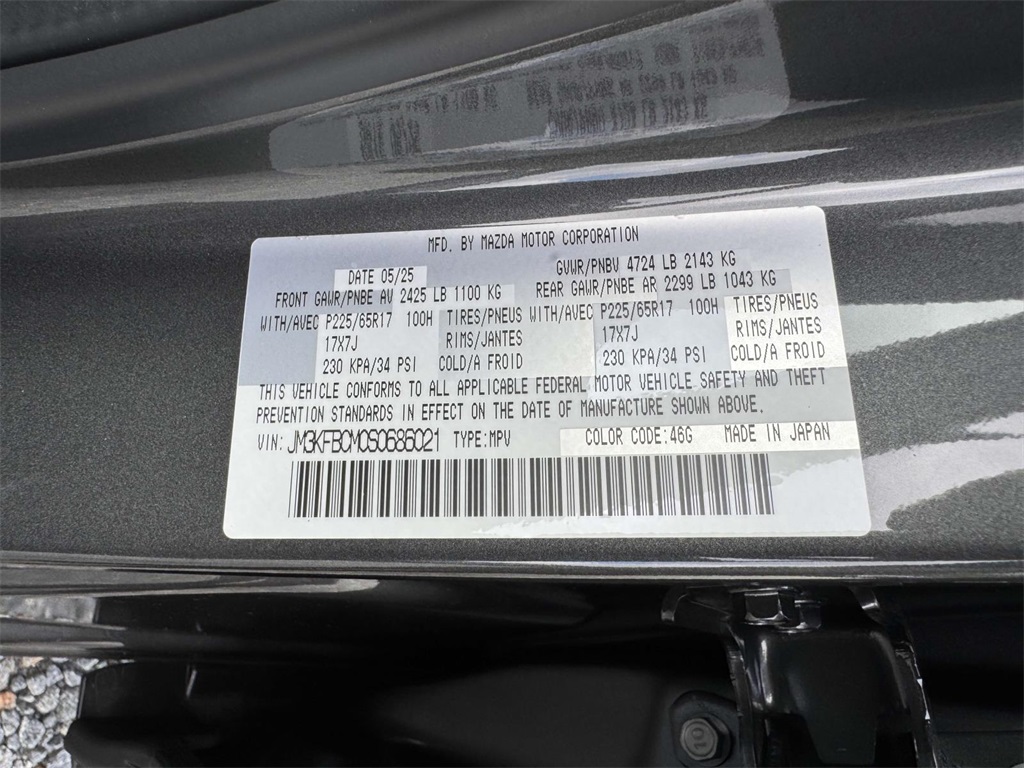 MFD. BY MAZDA MOTOR CORPORATION
DATE 05/25 GVWR/PNBV 4724 LB 2143 KG
FRONT GAWR/PNBE AV 2425 LB 1100 KG REAR GAWR/PNBE AR 2299 LB 1043 KG
WITH/AVEC P225/65R17 100H TIRES/PNEUS WITH/AVEC P225/65R17 100H TIRES/PNEUS
17X7J RIMS/JANTES 17X7J RIMS/JANTES
230 KPA/34 PSI COLD/A FROID 230 KPA/34 PSI COLD/A FROID
THIS VEHICLE CONFORMS TO ALL APPLICABLE FEDERAL MOTOR VEHICLE SAFETY AND THEFT
PREVENTION STANDARDS IN EFFECT ON THE DATE OF MANUFACTURE SHOWN ABOVE.
VIN: JM3KFBCM0S0686021 TYPE:MPV COLOR CODE:46G MADE IN JAPAN
10